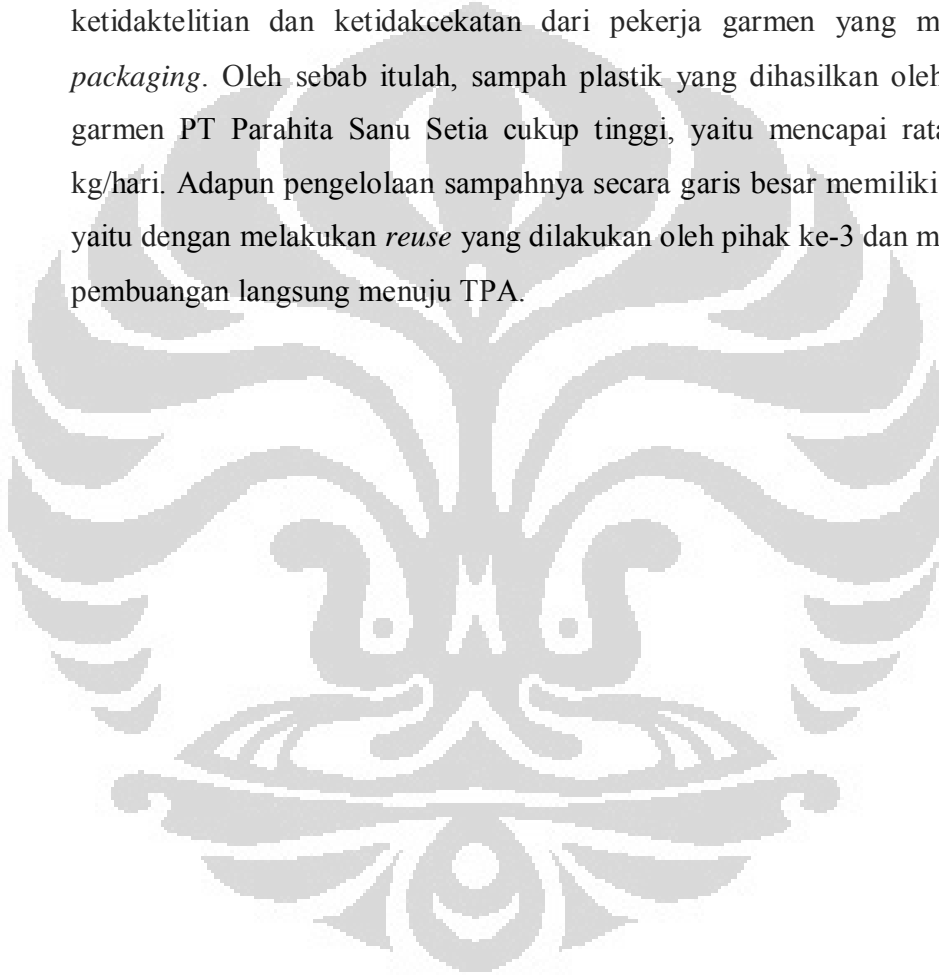 ketidaktelitian dan ketidakcekatan dari pekerja garmen yang m
packaging. Oleh sebab itulah, sampah plastik yang dihasilkan oleh
garmen PT Parahita Sanu Setia cukup tinggi, yaitu mencapai rata
kg/hari. Adapun pengelolaan sampahnya secara garis besar memiliki
yaitu dengan melakukan reuse yang dilakukan oleh pihak ke-3 dan m
pembuangan langsung menuju TPA.